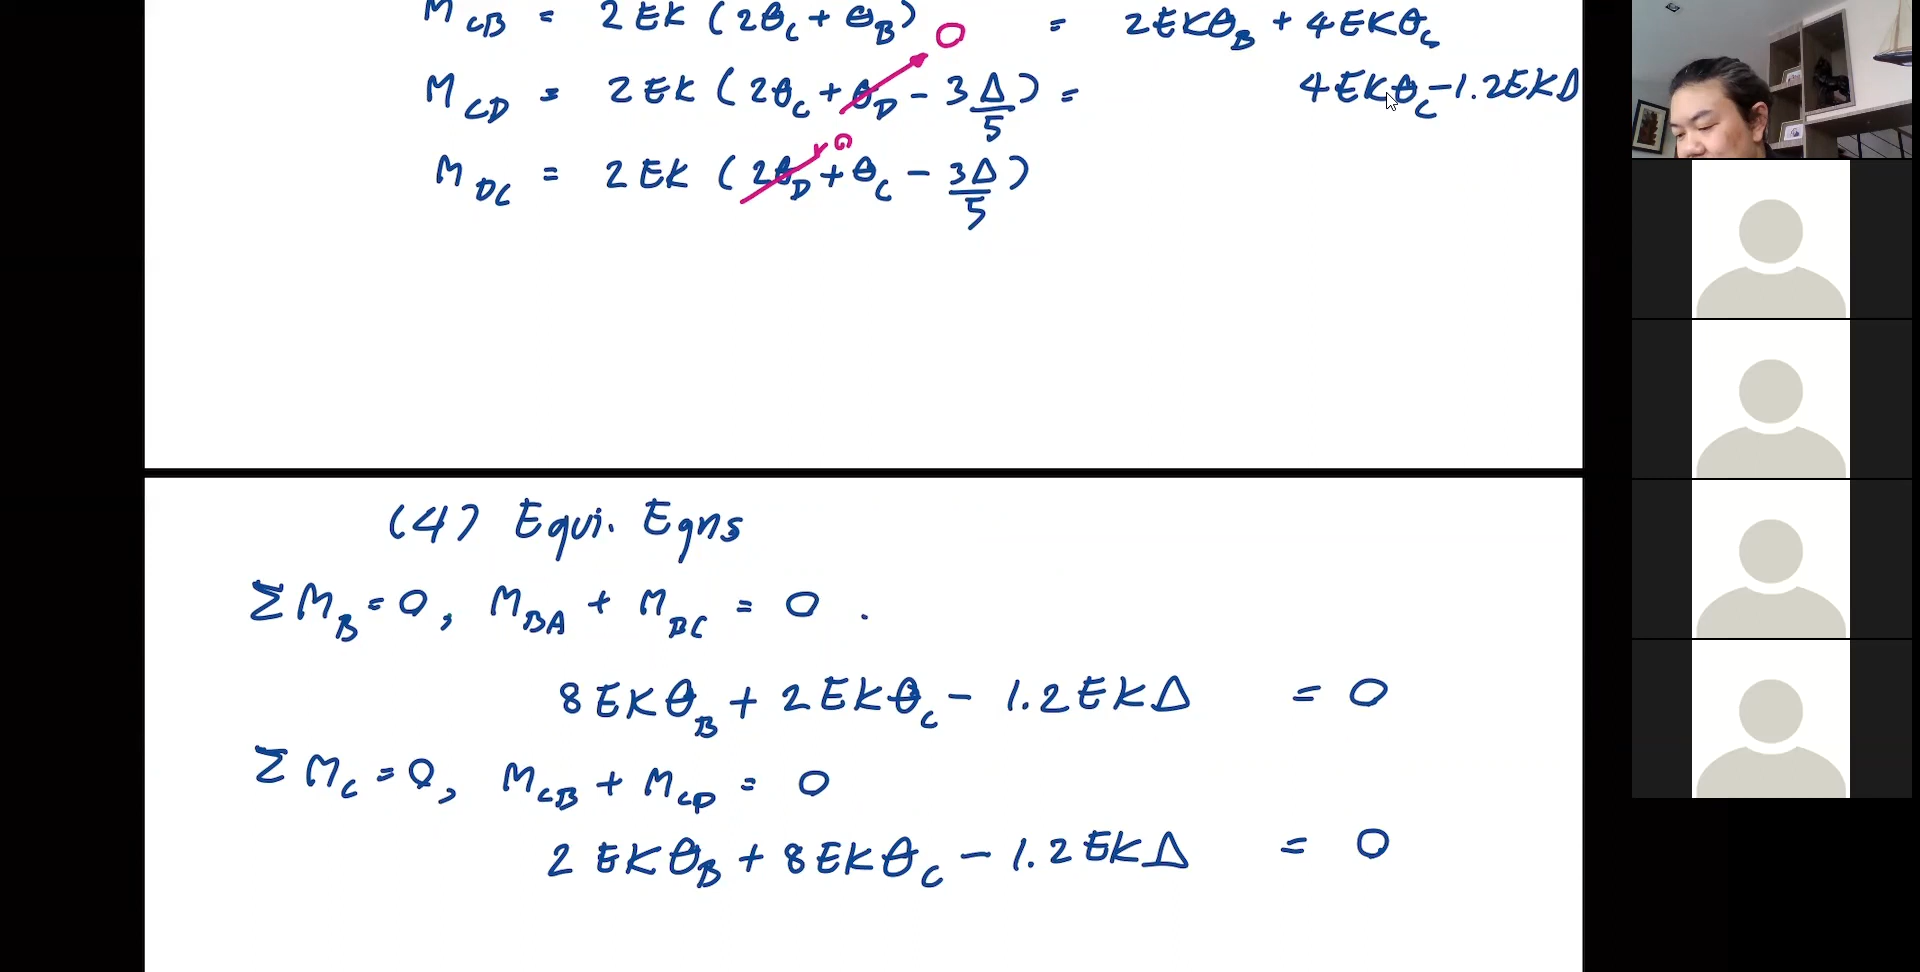 M_CB = 2EK (2θ_C + θ_B) = 2EKθ_B + 4EKθ_C
0
M_CD = 2EK (2θ_C + θ_D - 3Δ/5) = 4EKθ_C - 1.2EKΔ
0
M_DC = 2EK (2θ_D + θ_C - 3Δ/5)
(4) Equi. Eqns
ΣM_B = 0, M_BA + M_BC = 0 .
8EKθ_B + 2EKθ_C - 1.2EKΔ = 0
ΣM_C = 0, M_CB + M_CD = 0
2EKθ_B + 8EKθ_C - 1.2EKΔ = 0